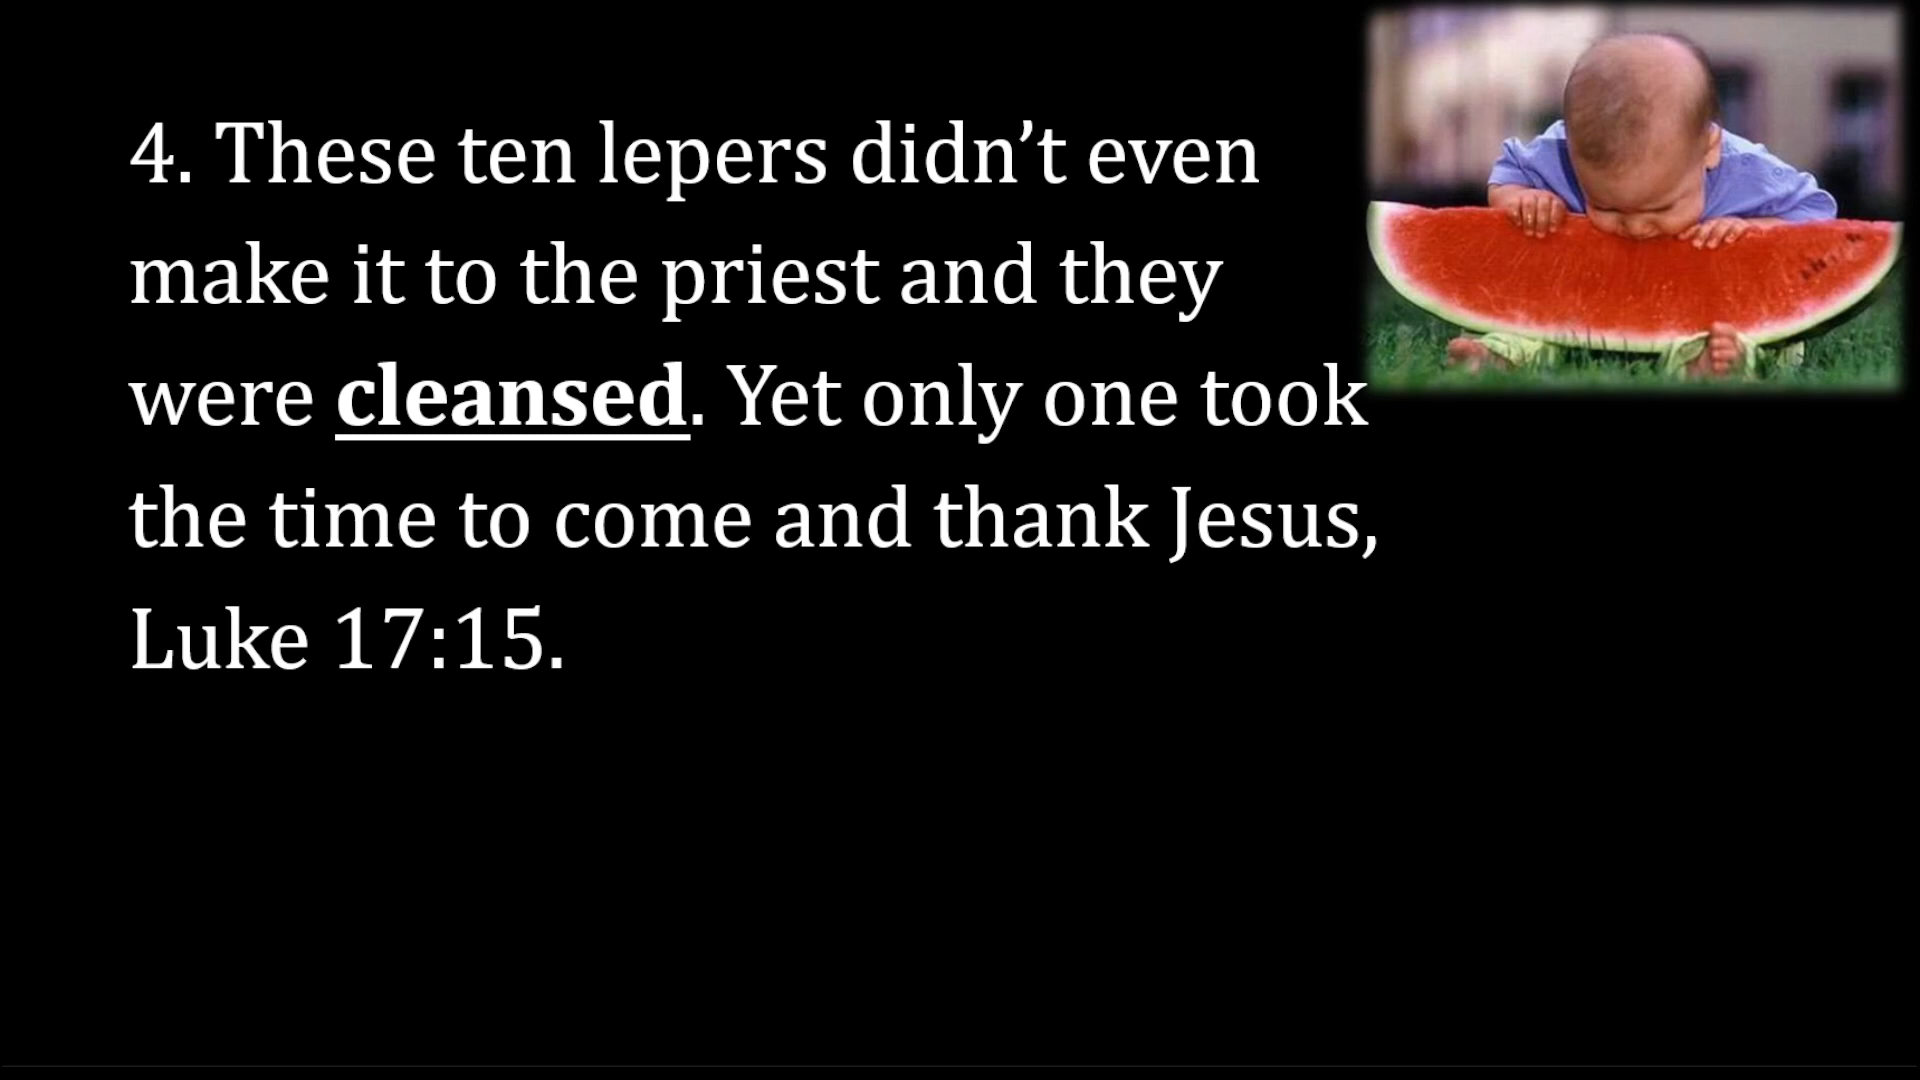 4. These ten lepers didn’t even
make it to the priest and they
were cleansed. Yet only one took
the time to come and thank Jesus,
Luke 17:15.